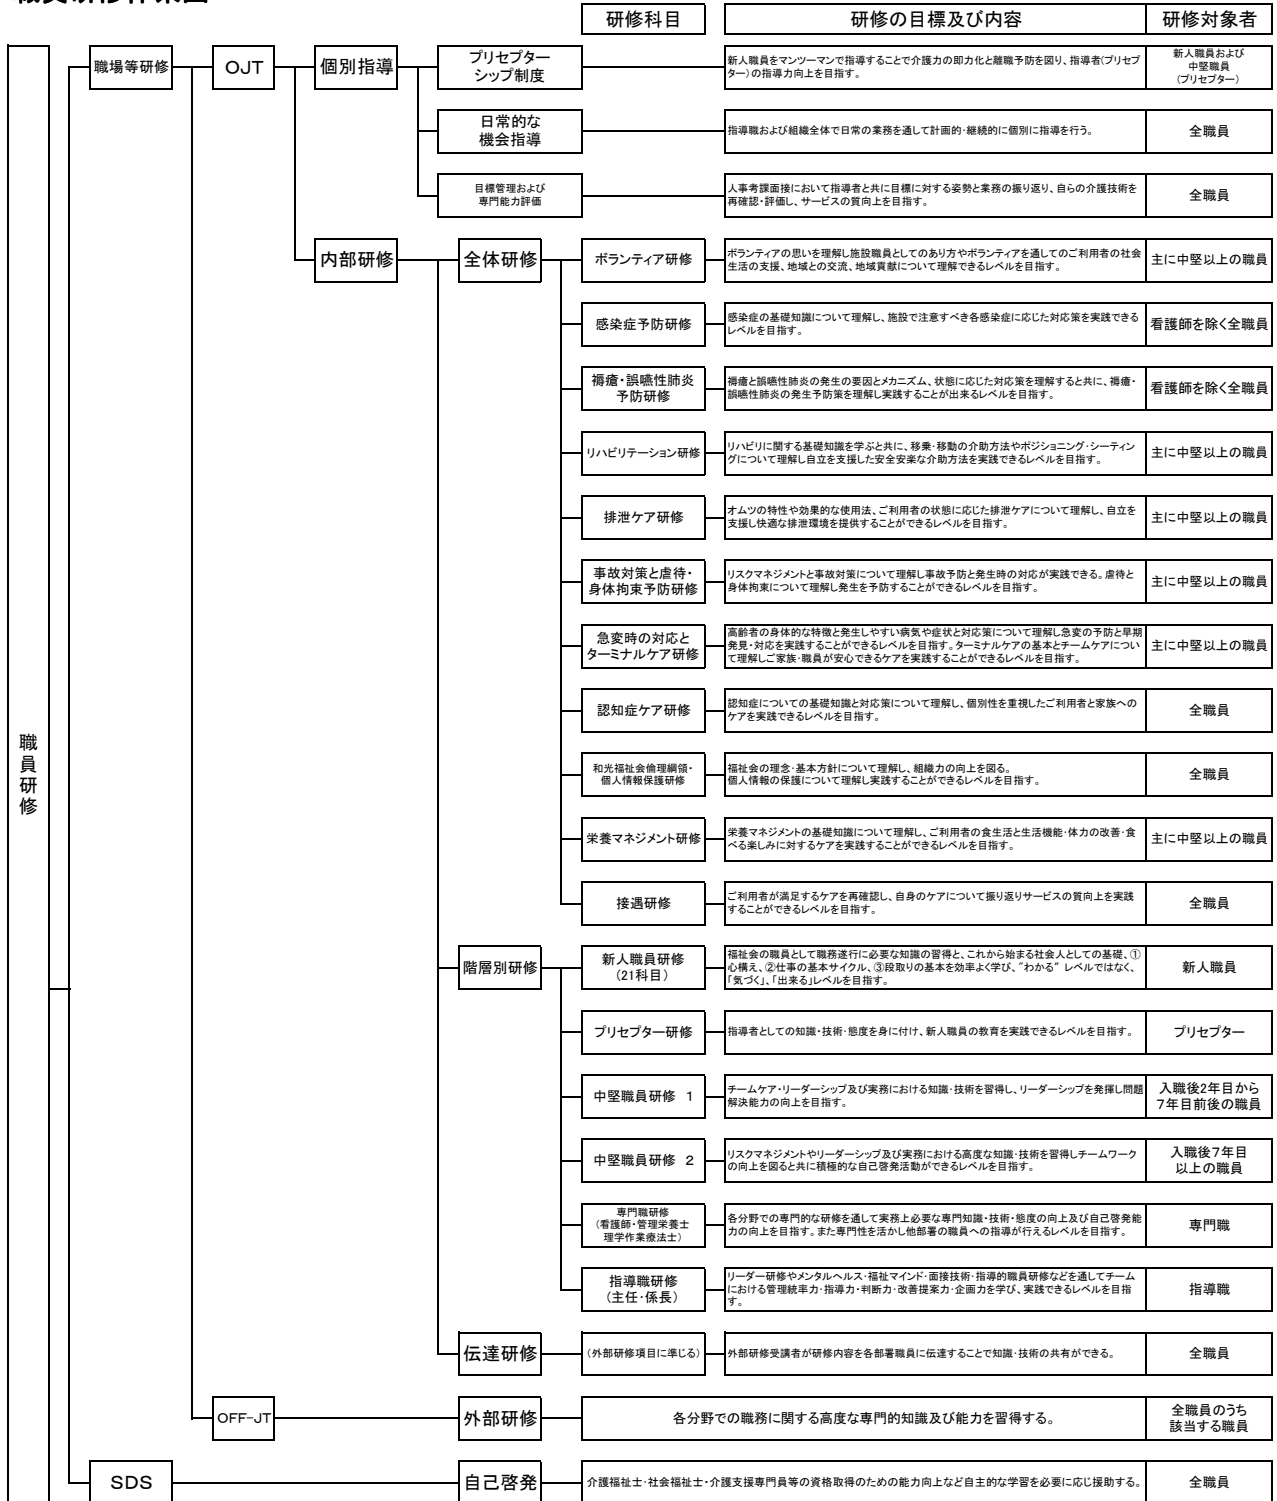 研修科目 研修の目標及び内容 研修対象者
職員研修
職場等研修 OJT 個別指導
プリセプター
シップ制度
新人職員をマンツーマンで指導することで介護力の即力化と離職予防を図り、指導者(プリセプ
ター)の指導力向上を目指す。
新人職員および
中堅職員
(プリセプター)
日常的な
機会指導
指導職および組織全体で日常の業務を通して計画的・継続的に個別に指導を行う。
全職員
目標管理および
専門能力評価
人事考課面接において指導者と共に目標に対する姿勢と業務の振り返り、自らの介護技術を
再確認・評価し、サービスの質向上を目指す。
全職員
内部研修 全体研修
ボランティア研修
ボランティアの思いを理解し施設職員としてのあり方やボランティアを通してのご利用者の社会
生活の支援、地域との交流、地域貢献について理解できるレベルを目指す。
主に中堅以上の職員
感染症予防研修
感染症の基礎知識について理解し、施設で注意すべき各感染症に応じた対応策を実践できる
レベルを目指す。
看護師を除く全職員
褥瘡・誤嚥性肺炎
予防研修
褥瘡と誤嚥性肺炎の発生の要因とメカニズム、状態に応じた対応策を理解すると共に、褥瘡・
誤嚥性肺炎の発生予防策を理解し実践することが出来るレベルを目指す。
看護師を除く全職員
リハビリテーション研修
リハビリに関する基礎知識を学ぶと共に、移乗・移動の介助方法やポジショニング・シーティン
グについて理解し自立を支援した安全安楽な介助方法を実践できるレベルを目指す。
主に中堅以上の職員
排泄ケア研修
オムツの特性や効果的な使用法、ご利用者の状態に応じた排泄ケアについて理解し、自立を
支援し快適な排泄環境を提供することができるレベルを目指す。
主に中堅以上の職員
事故対策と虐待・
身体拘束予防研修
リスクマネジメントと事故対策について理解し事故予防と発生時の対応が実践できる。虐待と
身体拘束について理解し発生を予防することができるレベルを目指す。
主に中堅以上の職員
急変時の対応と
ターミナルケア研修
高齢者の身体的な特徴と発生しやすい病気や症状と対応策について理解し急変の予防と早期
発見・対応を実践することができるレベルを目指す。ターミナルケアの基本とチームケアについ
て理解しご家族・職員が安心できるケアを実践することができるレベルを目指す。
主に中堅以上の職員
認知症ケア研修
認知症についての基礎知識と対応策について理解し、個別性を重視したご利用者と家族への
ケアを実践できるレベルを目指す。
全職員
和光福祉会倫理綱領・
個人情報保護研修
福祉会の理念・基本方針について理解し、組織力の向上を図る。
個人情報の保護について理解し実践することができるレベルを目指す。
全職員
栄養マネジメント研修
栄養マネジメントの基礎知識について理解し、ご利用者の食生活と生活機能・体力の改善・食
べる楽しみに対するケアを実践することができるレベルを目指す。
主に中堅以上の職員
接遇研修
ご利用者が満足するケアを再確認し、自身のケアについて振り返りサービスの質向上を実践
することができるレベルを目指す。
全職員
階層別研修
新人職員研修
(21科目)
福祉会の職員として職務遂行に必要な知識の習得と、これから始まる社会人としての基礎、①
心構え、②仕事の基本サイクル、③段取りの基本を効率よく学び、"わかる" レベルではなく、
「気づく」、「出来る」レベルを目指す。
新人職員
プリセプター研修
指導者としての知識・技術・態度を身に付け、新人職員の教育を実践できるレベルを目指す。
プリセプター
中堅職員研修 1
チームケア・リーダーシップ及び実務における知識・技術を習得し、リーダーシップを発揮し問題
解決能力の向上を目指す。
入職後2年目から
7年目前後の職員
中堅職員研修 2
リスクマネジメントやリーダーシップ及び実務における高度な知識・技術を習得しチームワーク
の向上を図ると共に積極的な自己啓発活動ができるレベルを目指す。
入職後7年目
以上の職員
専門職研修
(看護師・管理栄養士
理学作業療法士)
各分野での専門的な研修を通して実務上必要な専門知識・技術・態度の向上及び自己啓発能
力の向上を目指す。また専門性を活かし他部署の職員への指導が行えるレベルを目指す。
専門職
指導職研修
(主任・係長)
リーダー研修やメンタルヘルス・福祉マインド・面接技術・指導的職員研修などを通してチーム
における管理統率力・指導力・判断力・改善提案力・企画力を学び、実践できるレベルを目指
す。
指導職
伝達研修
(外部研修項目に準じる)
外部研修受講者が研修内容を各部署職員に伝達することで知識・技術の共有ができる。
全職員
OFF-JT 外部研修
各分野での職務に関する高度な専門的知識及び能力を習得する。
全職員のうち
該当する職員
SDS 自己啓発
介護福祉士・社会福祉士・介護支援専門員等の資格取得のための能力向上など自主的な学習を必要に応じ援助する。
全職員